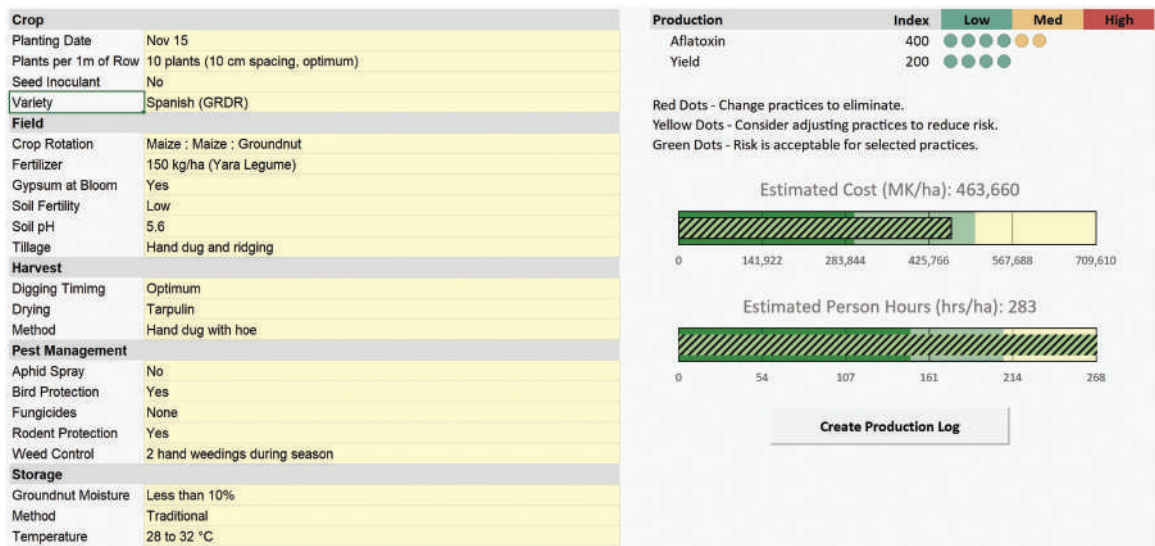 Crop
Planting Date Nov 15
Plants per 1m of Row 10 plants (10 cm spacing, optimum)
Seed Inoculant No
Variety Spanish (GRDR)
Field
Crop Rotation Maize : Maize : Groundnut
Fertilizer 150 kg/ha (Yara Legume)
Gypsum at Bloom Yes
Soil Fertility Low
Soil pH 5.6
Tillage Hand dug and ridging
Harvest
Digging Timimg Optimum
Drying Tarpulin
Method Hand dug with hoe
Pest Management
Aphid Spray No
Bird Protection Yes
Fungicides None
Rodent Protection Yes
Weed Control 2 hand weedings during season
Storage
Groundnut Moisture Less than 10%
Method Traditional
Temperature 28 to 32 °C
Production Index Low Med High
Aflatoxin 400
Yield 200
Red Dots - Change practices to eliminate.
Yellow Dots - Consider adjusting practices to reduce risk.
Green Dots - Risk is acceptable for selected practices.
Estimated Cost (MK/ha): 463,660
0 141,922 283,844 425,766 567,688 709,610
Estimated Person Hours (hrs/ha): 283
0 54 107 161 214 268
Create Production Log